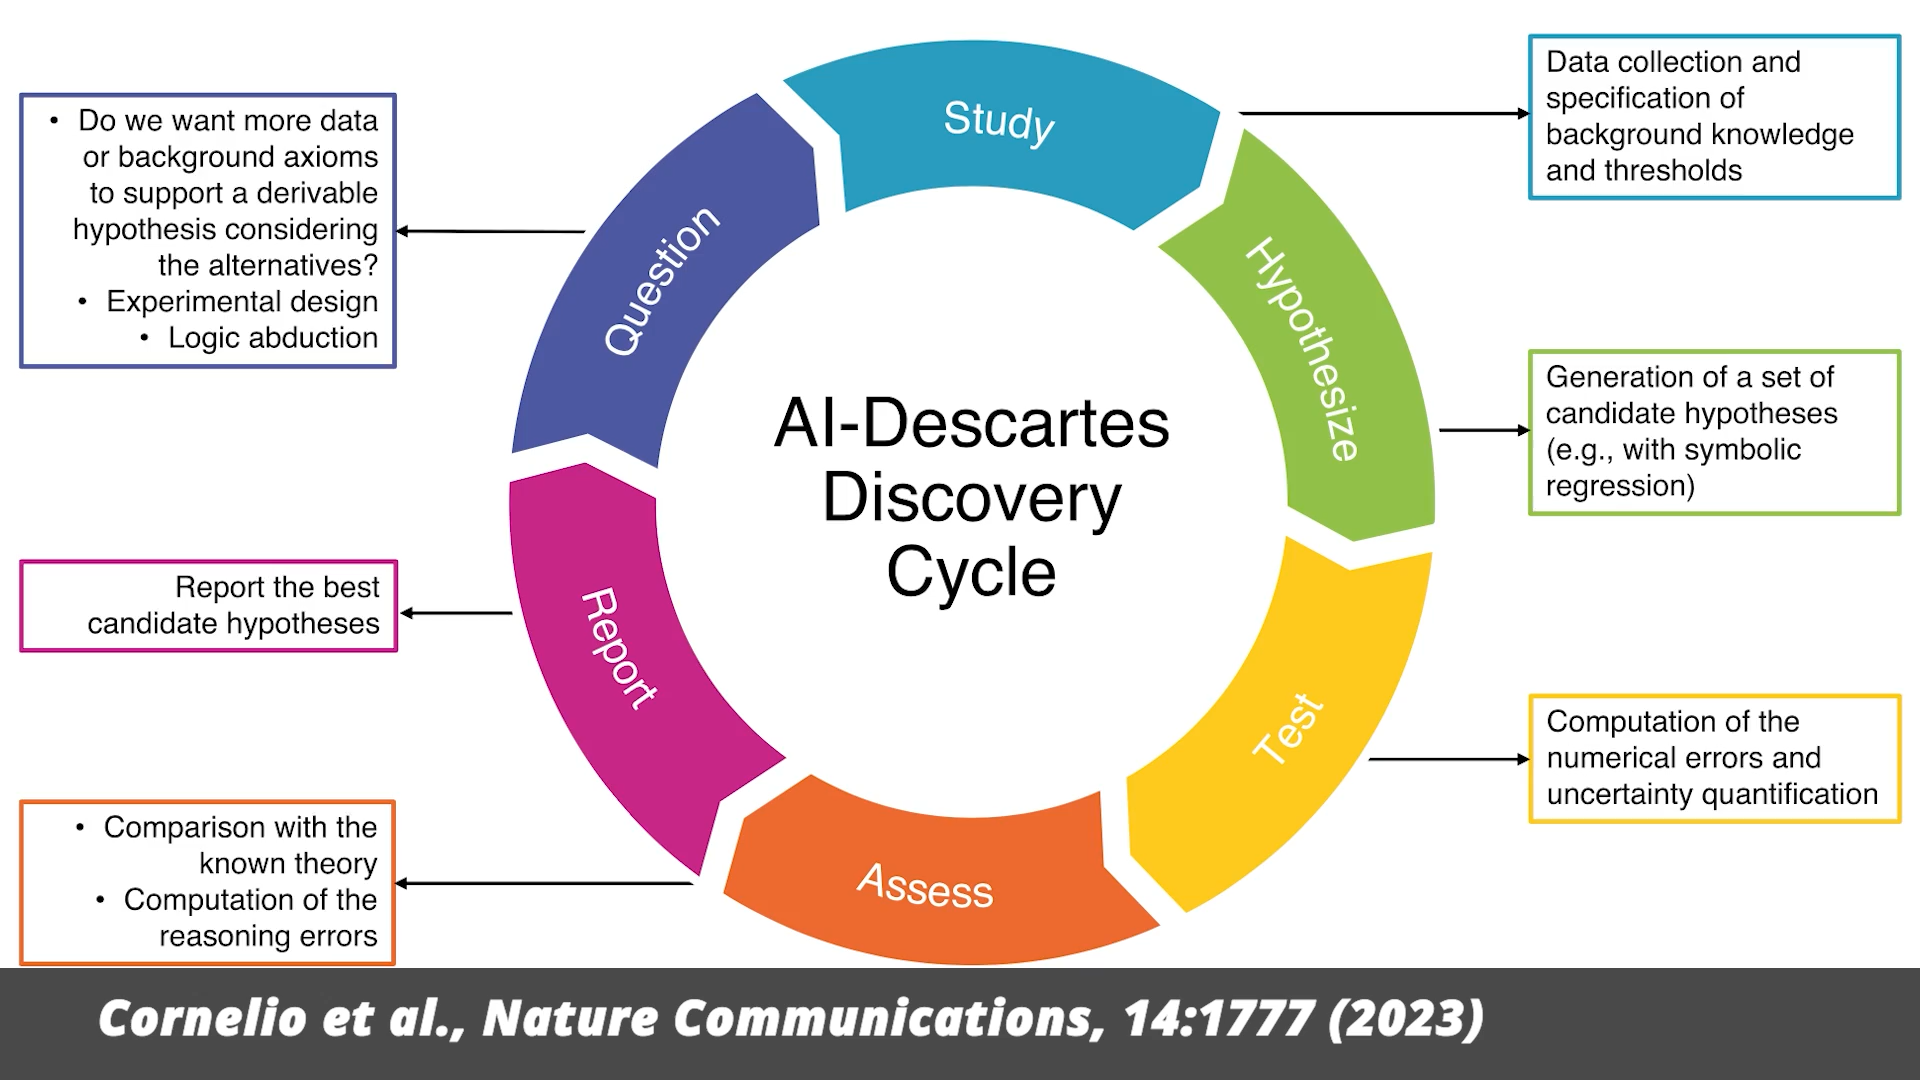 Study
Data collection and
specification of
background knowledge
and thresholds
Hypothesize
Generation of a set of
candidate hypotheses
(e.g., with symbolic
regression)
Test
Computation of the
numerical errors and
uncertainty quantification
Assess
• Comparison with the
known theory
• Computation of the
reasoning errors
Report
Report the best
candidate hypotheses
Question
• Do we want more data
or background axioms
to support a derivable
hypothesis considering
the alternatives?
• Experimental design
• Logic abduction
AI-Descartes
Discovery
Cycle
Cornelio et al., Nature Communications, 14:1777 (2023)